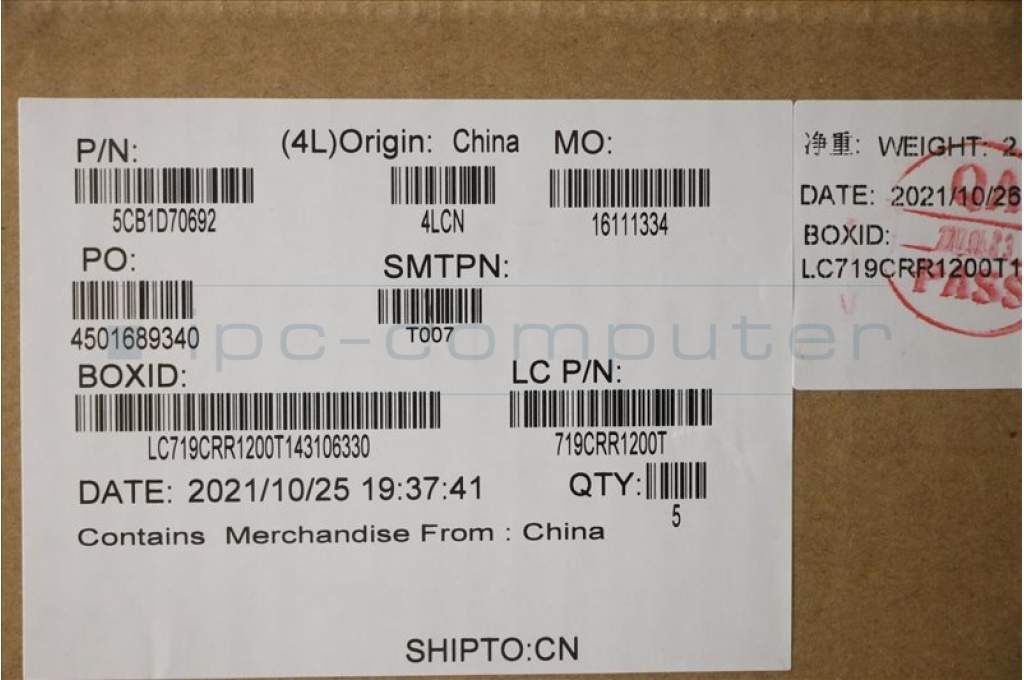 P/N:
(4L)Origin: China
MO:
5CB1D70692
4LCN
16111334
PO:
SMTPN:
4501689340
T007
BOXID:
LC P/N:
LC719CRR1200T143106330
719CRR1200T
DATE: 2021/10/25 19:37:41
QTY:
5
Contains Merchandise From : China
SHIPTO:CN
净重: WEIGHT: 2.
DATE: 2021/10/26
BOXID:
LC719CRR1200T1
QA
PASS
ipc-computer